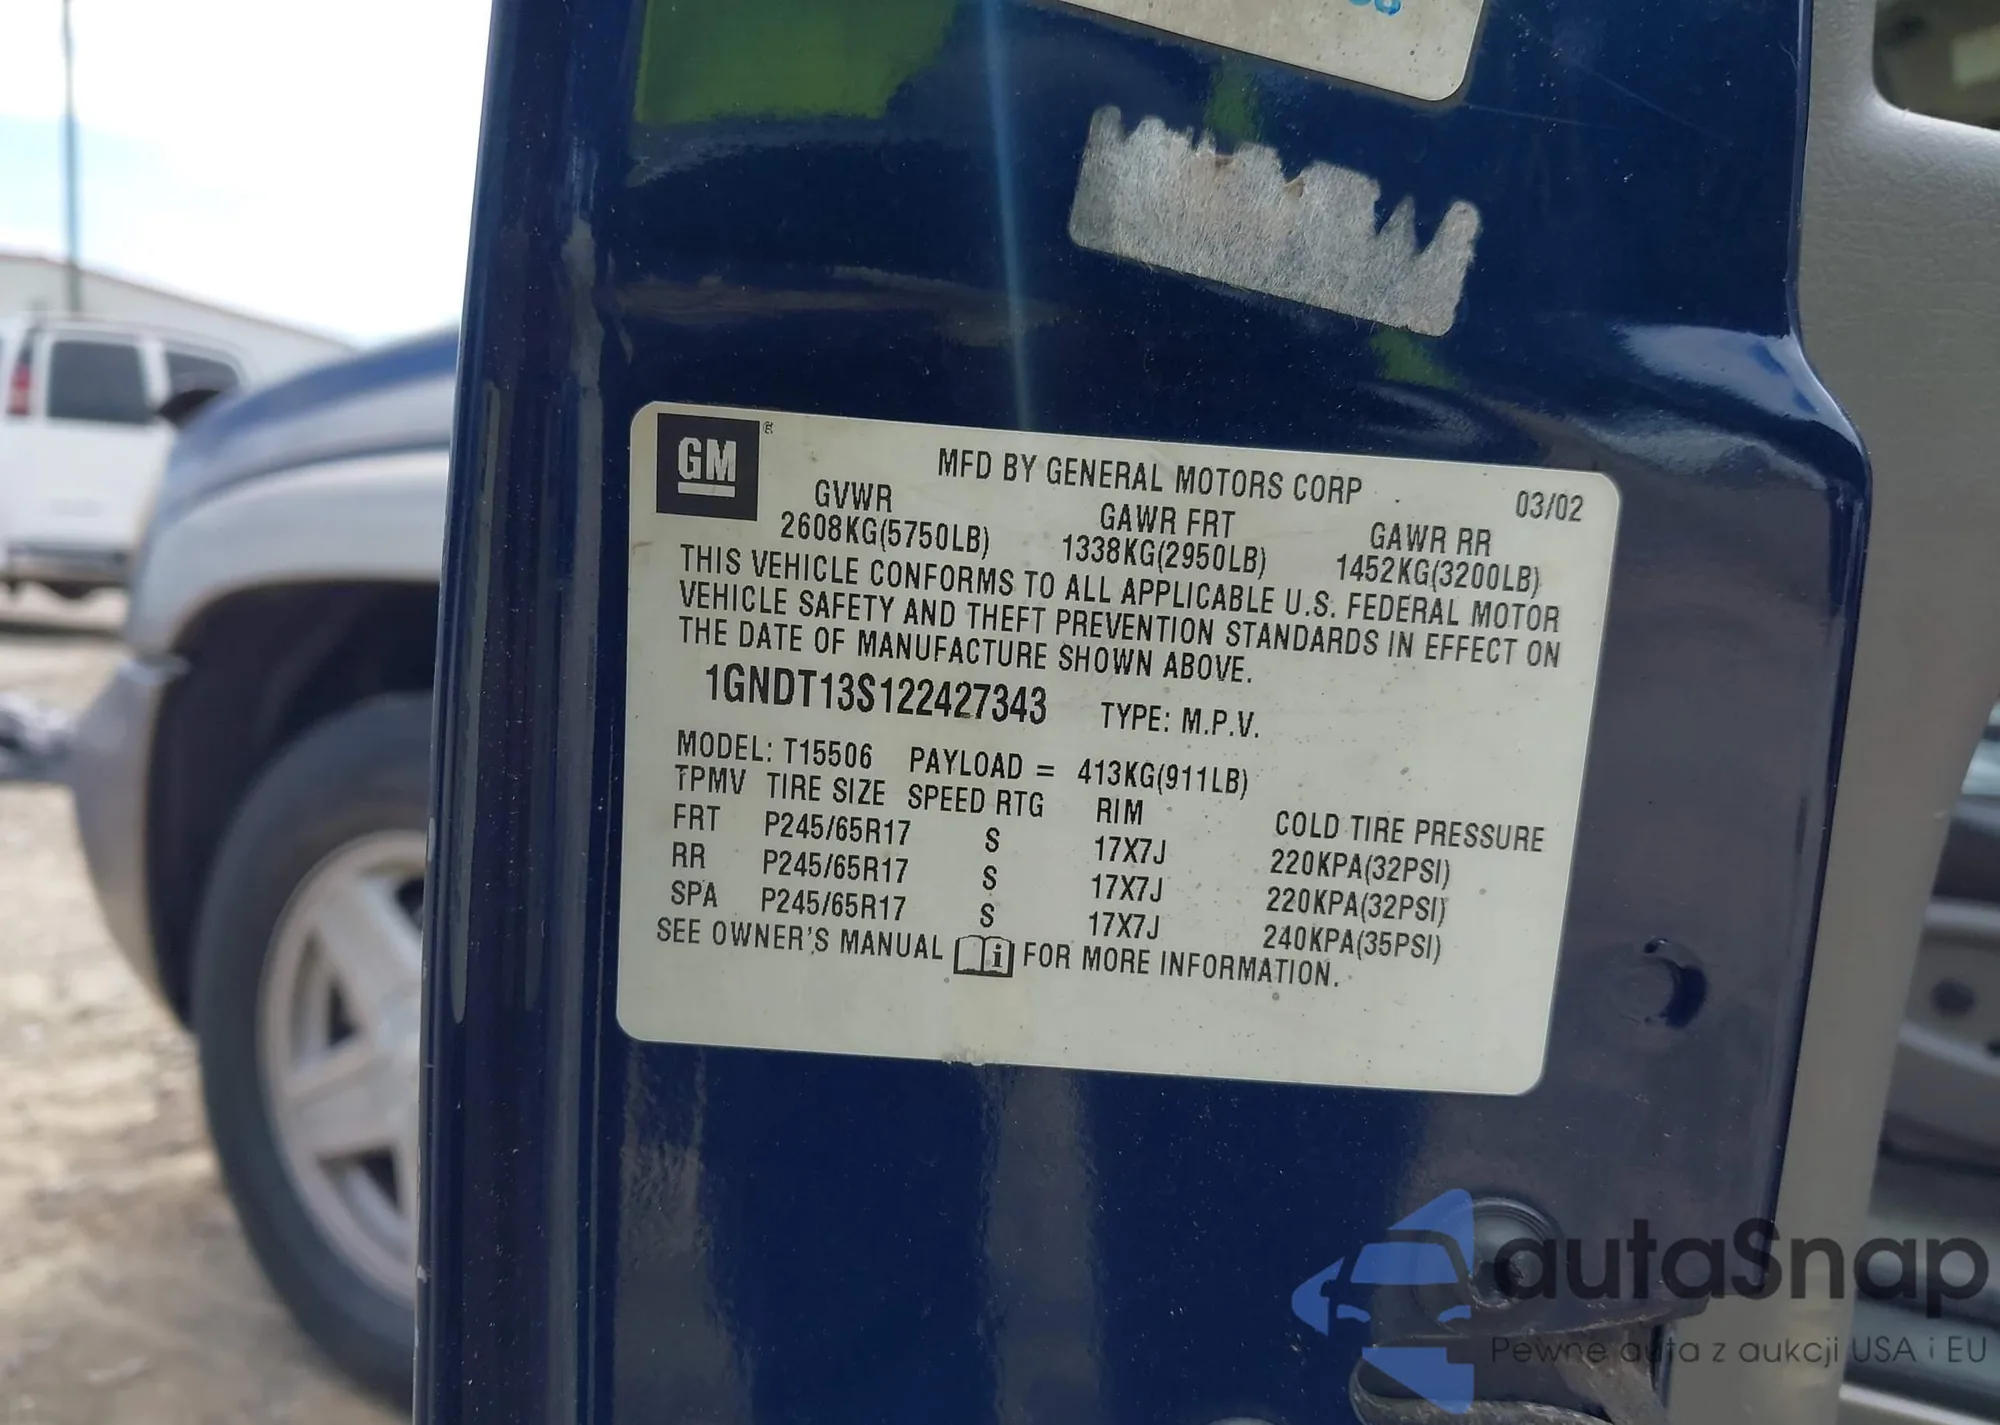 GM
MFD BY GENERAL MOTORS CORP 03/02
GVWR GAWR FRT GAWR RR
2608KG(5750LB) 1338KG(2950LB) 1452KG(3200LB)
THIS VEHICLE CONFORMS TO ALL APPLICABLE U.S. FEDERAL MOTOR
VEHICLE SAFETY AND THEFT PREVENTION STANDARDS IN EFFECT ON
THE DATE OF MANUFACTURE SHOWN ABOVE.
1GNDT13S122427343 TYPE: M.P.V.
MODEL: T15506 PAYLOAD = 413KG(911LB)
TPMV TIRE SIZE SPEED RTG RIM COLD TIRE PRESSURE
FRT P245/65R17 S 17X7J 220KPA(32PSI)
RR P245/65R17 S 17X7J 220KPA(32PSI)
SPA P245/65R17 S 17X7J 240KPA(35PSI)
SEE OWNER'S MANUAL i FOR MORE INFORMATION.
autaSnap
Pewne auta z aukcji USA i EU